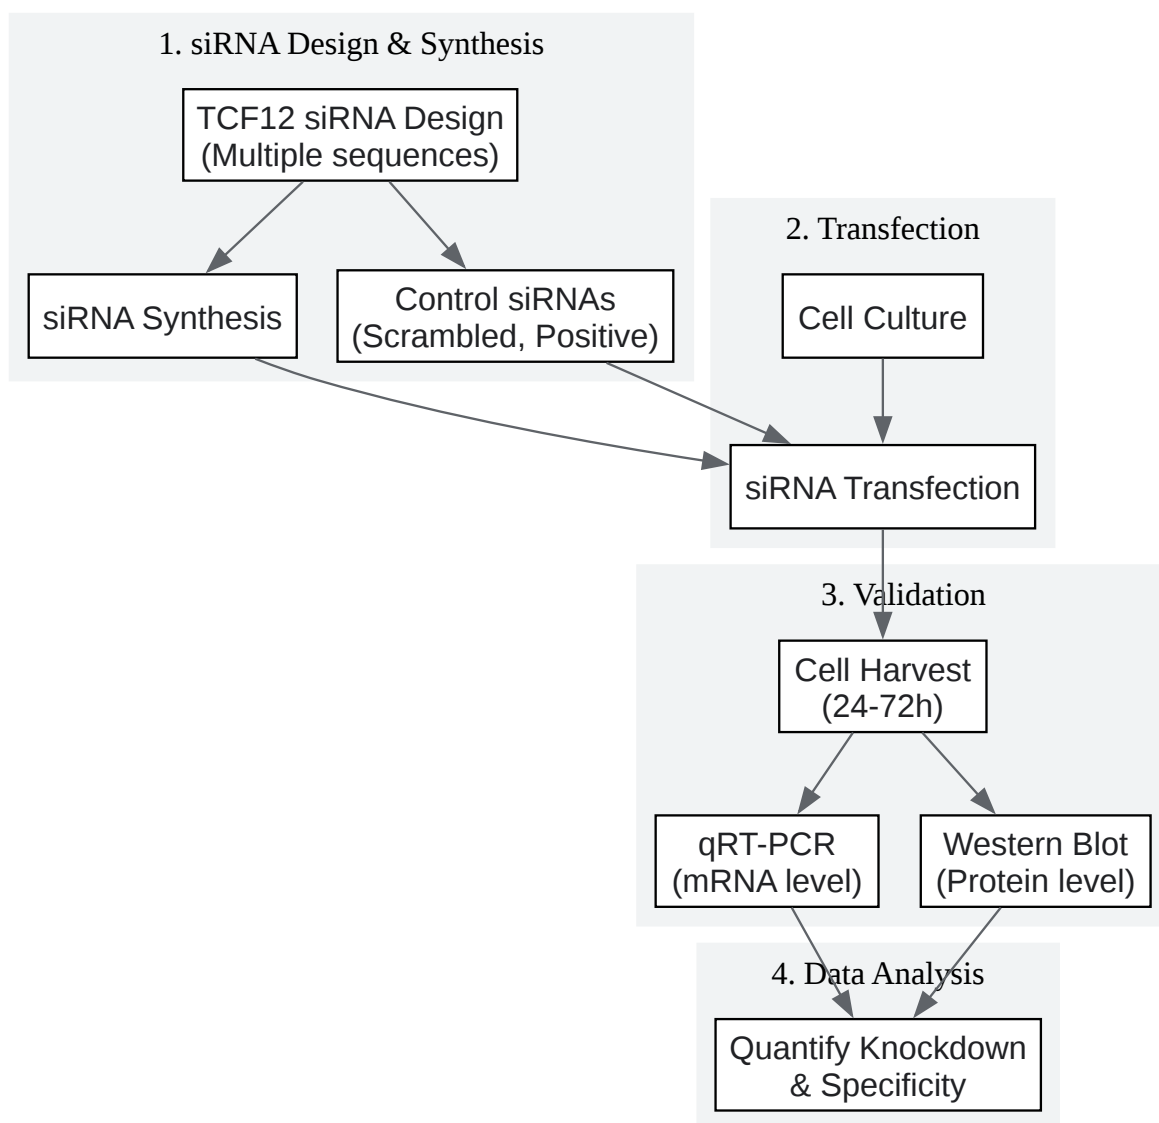 1. siRNA Design & Synthesis
TCF12 siRNA Design
(Multiple sequences)
siRNA Synthesis
Control siRNAs
(Scrambled, Positive)
2. Transfection
Cell Culture
siRNA Transfection
3. Validation
Cell Harvest
(24-72h)
qRT-PCR
(mRNA level)
Western Blot
(Protein level)
4. Data Analysis
Quantify Knockdown
& Specificity